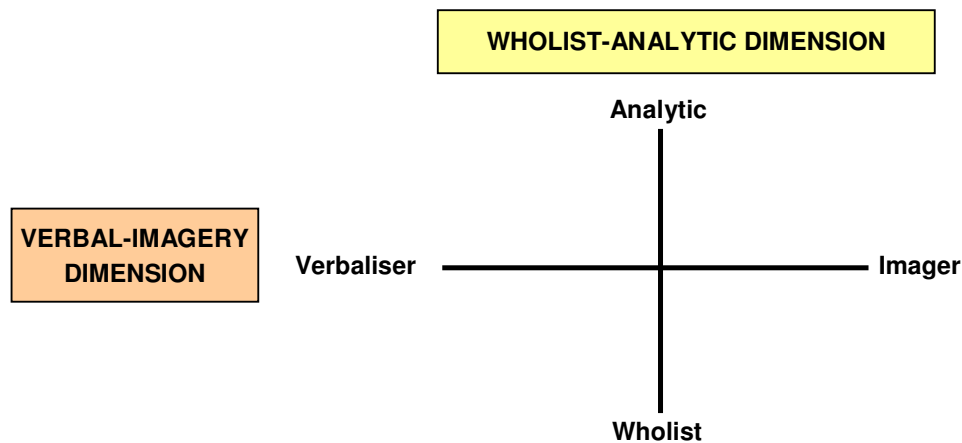 WHOLIST-ANALYTIC DIMENSION
Analytic
VERBAL-IMAGERY
DIMENSION
Verbaliser
Imager
Wholist